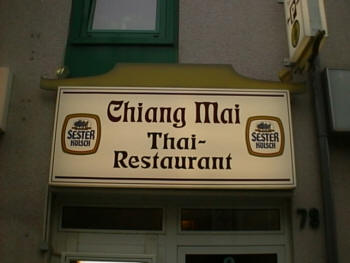 Chiang Mai
Thai-
Restaurant
SESTER
KÖLSCH
SESTER
KÖLSCH
78